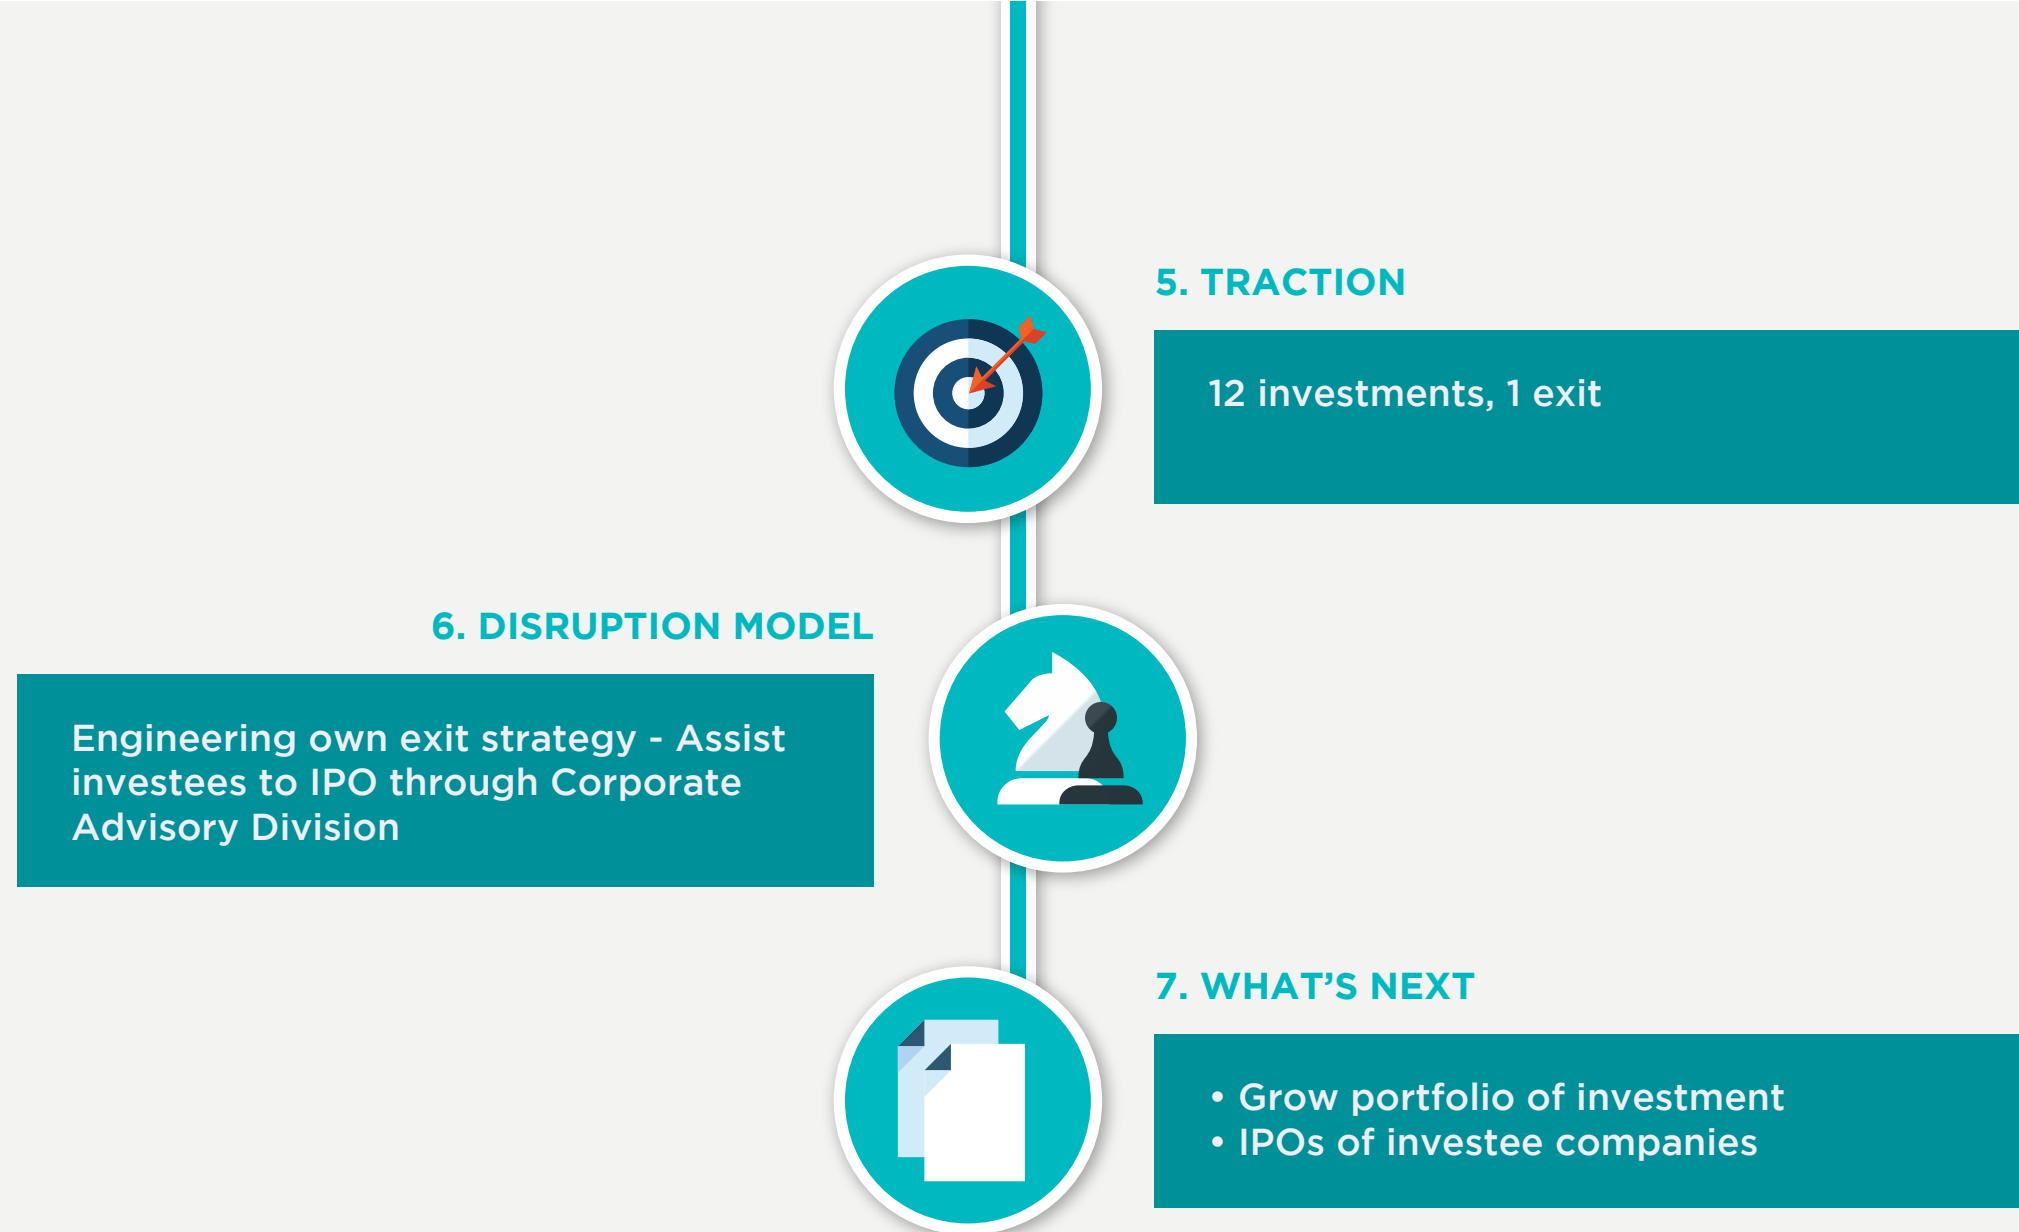 5. TRACTION
12 investments, 1 exit
6. DISRUPTION MODEL
Engineering own exit strategy - Assist
investees to IPO through Corporate
Advisory Division
7. WHAT’S NEXT
• Grow portfolio of investment
• IPOs of investee companies